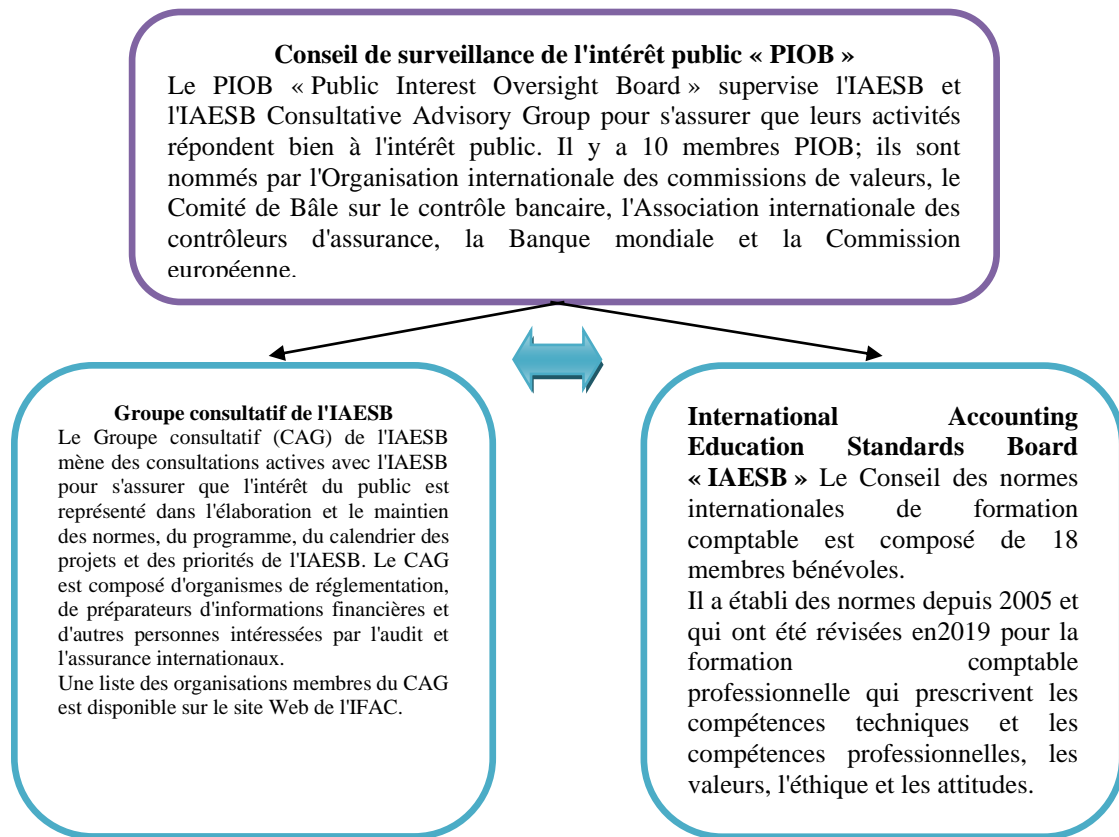 Conseil de surveillance de l'intérêt public « PIOB »
Le PIOB « Public Interest Oversight Board » supervise l'IAESB et
l'IAESB Consultative Advisory Group pour s'assurer que leurs activités
répondent bien à l'intérêt public. Il y a 10 membres PIOB; ils sont
nommés par l'Organisation internationale des commissions de valeurs, le
Comité de Bâle sur le contrôle bancaire, l'Association internationale des
contrôleurs d'assurance, la Banque mondiale et la Commission
européenne.
Groupe consultatif de l'IAESB
Le Groupe consultatif (CAG) de l'IAESB
mène des consultations actives avec l'IAESB
pour s'assurer que l'intérêt du public est
représenté dans l'élaboration et le maintien
des normes, du programme, du calendrier des
projets et des priorités de l'IAESB. Le CAG
est composé d'organismes de réglementation,
de préparateurs d'informations financières et
d'autres personnes intéressées par l'audit et
l'assurance internationaux.
Une liste des organisations membres du CAG
est disponible sur le site Web de l'IFAC.
International Accounting
Education Standards Board
« IAESB » Le Conseil des normes
internationales de formation
comptable est composé de 18
membres bénévoles.
Il a établi des normes depuis 2005 et
qui ont été révisées en2019 pour la
formation comptable
professionnelle qui prescrivent les
compétences techniques et les
compétences professionnelles, les
valeurs, l'éthique et les attitudes.